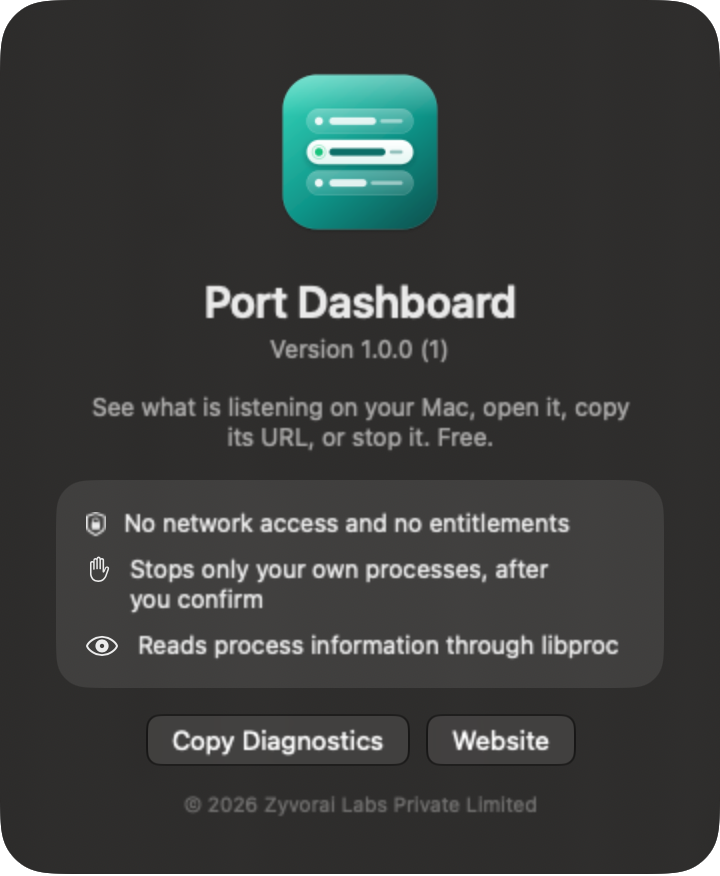 Port Dashboard
Version 1.0.0 (1)
See what is listening on your Mac, open it, copy
its URL, or stop it. Free.
No network access and no entitlements
Stops only your own processes, after
you confirm
Reads process information through libproc
Copy Diagnostics
Website
© 2026 Zyvorai Labs Private Limited